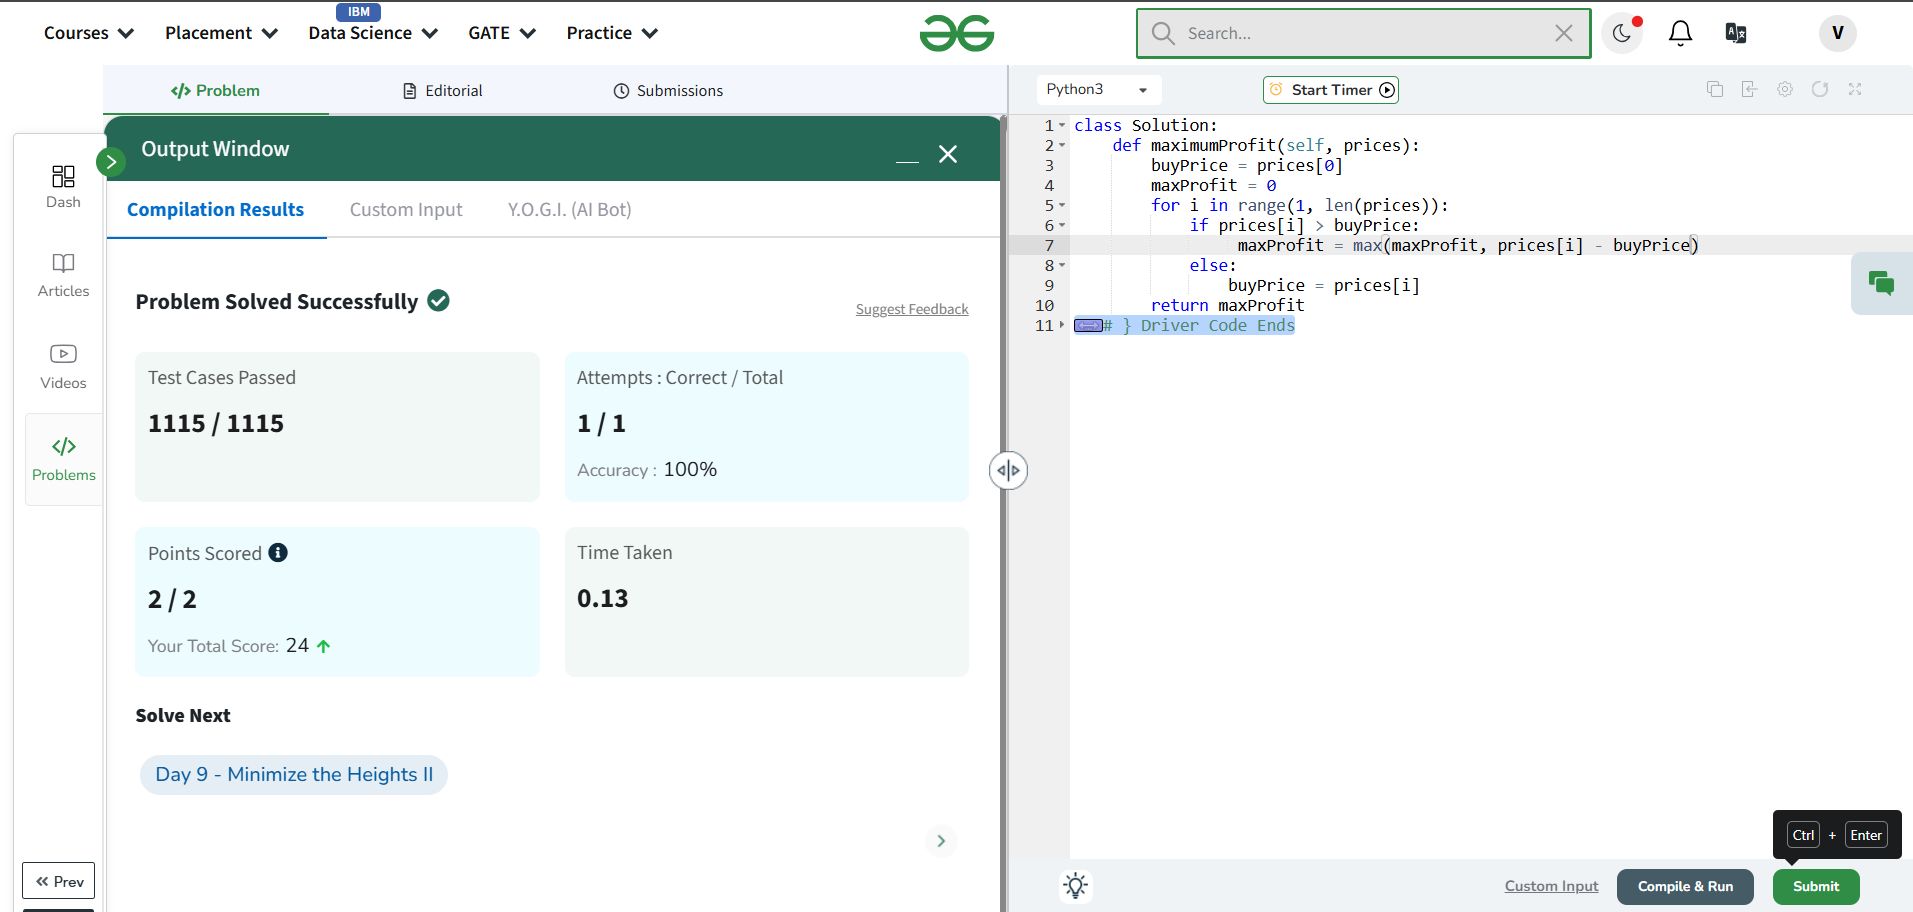 IBM
Courses Placement Data Science GATE Practice
Search...
V
Problem Editorial Submissions
Python3
Start Timer
Output Window
Compilation Results Custom Input Y.O.G.I. (AI Bot)
Dash
Articles
Videos
Problems
Prev
Problem Solved Successfully
Suggest Feedback
Test Cases Passed
1115 / 1115
Attempts : Correct / Total
1 / 1
Accuracy : 100%
Points Scored
2 / 2
Your Total Score: 24
Time Taken
0.13
Solve Next
Day 9 - Minimize the Heights II
1 class Solution:
2 def maximumProfit(self, prices):
3 buyPrice = prices[0]
4 maxProfit = 0
5 for i in range(1, len(prices)):
6 if prices[i] > buyPrice:
7 maxProfit = max(maxProfit, prices[i] - buyPrice)
8 else:
9 buyPrice = prices[i]
10 return maxProfit
11 # } Driver Code Ends
Ctrl + Enter
Custom Input Compile & Run Submit